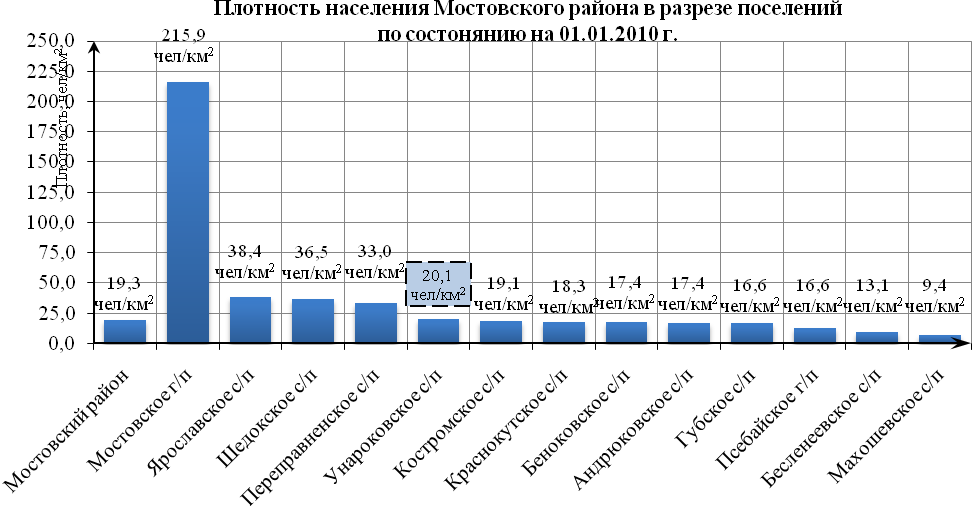 Плотность населения Мостовского района в разрезе поселений
по состонянию на 01.01.2010 г.
Плотность, чел/км²
250,0
225,0
200,0
175,0
150,0
125,0
100,0
75,0
50,0
25,0
0,0
19,3
чел/км²
215,9
чел/км²
38,4
чел/км²
36,5
чел/км²
33,0
чел/км²
20,1
чел/км²
19,1
чел/км²
18,3
чел/км²
17,4
чел/км²
17,4
чел/км²
16,6
чел/км²
16,6
чел/км²
13,1
чел/км²
9,4
чел/км²
Мостовский район
Мостовское г/п
Ярославское с/п
Шедокское с/п
Переправненское с/п
Унароковское с/п
Костромское с/п
Краснокутское с/п
Беноковское с/п
Андрюковское с/п
Губское с/п
Псебайское г/п
Бесленеевское с/п
Махошевское с/п